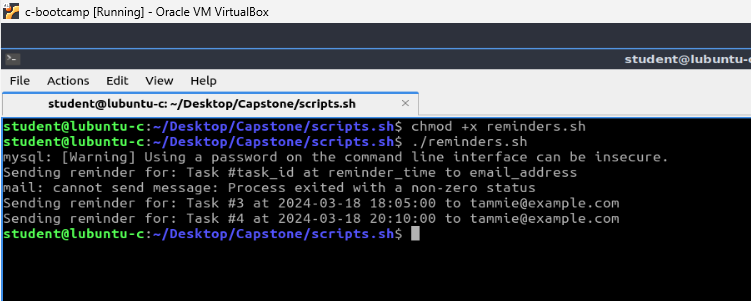 c-bootcamp [Running] - Oracle VM VirtualBox
student@lubuntu-c
File Actions Edit View Help
student@lubuntu-c: ~/Desktop/Capstone/scripts.sh ×
student@lubuntu-c:~/Desktop/Capstone/scripts.sh$ chmod +x reminders.sh
student@lubuntu-c:~/Desktop/Capstone/scripts.sh$ ./reminders.sh
mysql: [Warning] Using a password on the command line interface can be insecure.
Sending reminder for: Task #task_id at reminder_time to email_address
mail: cannot send message: Process exited with a non-zero status
Sending reminder for: Task #3 at 2024-03-18 18:05:00 to tammie@example.com
Sending reminder for: Task #4 at 2024-03-18 20:10:00 to tammie@example.com
student@lubuntu-c:~/Desktop/Capstone/scripts.sh$